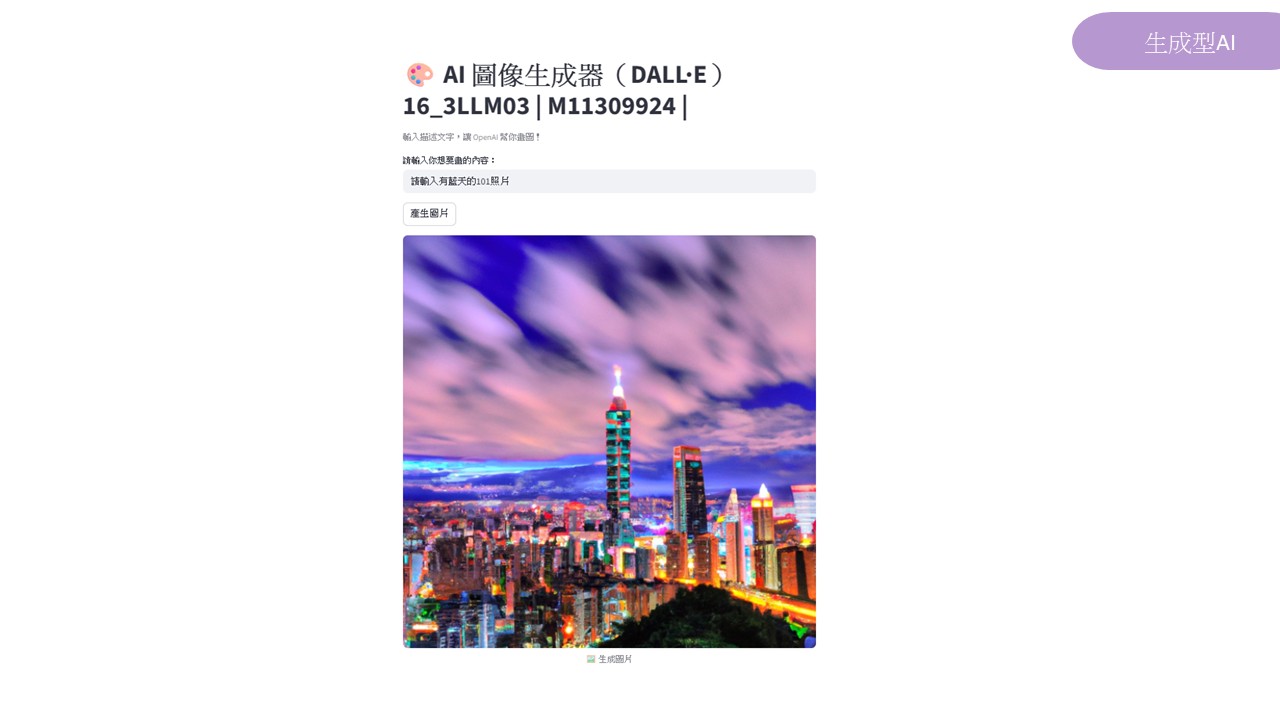 生成型AI
🎨 AI 圖像生成器（DALL·E）
16_3LLM03 | M11309924 |
輸入描述文字，讓 OpenAI 幫你畫圖！
請輸入你想要畫的內容：
請輸入有藍天的101照片
產生圖片
🖼️ 生成圖片